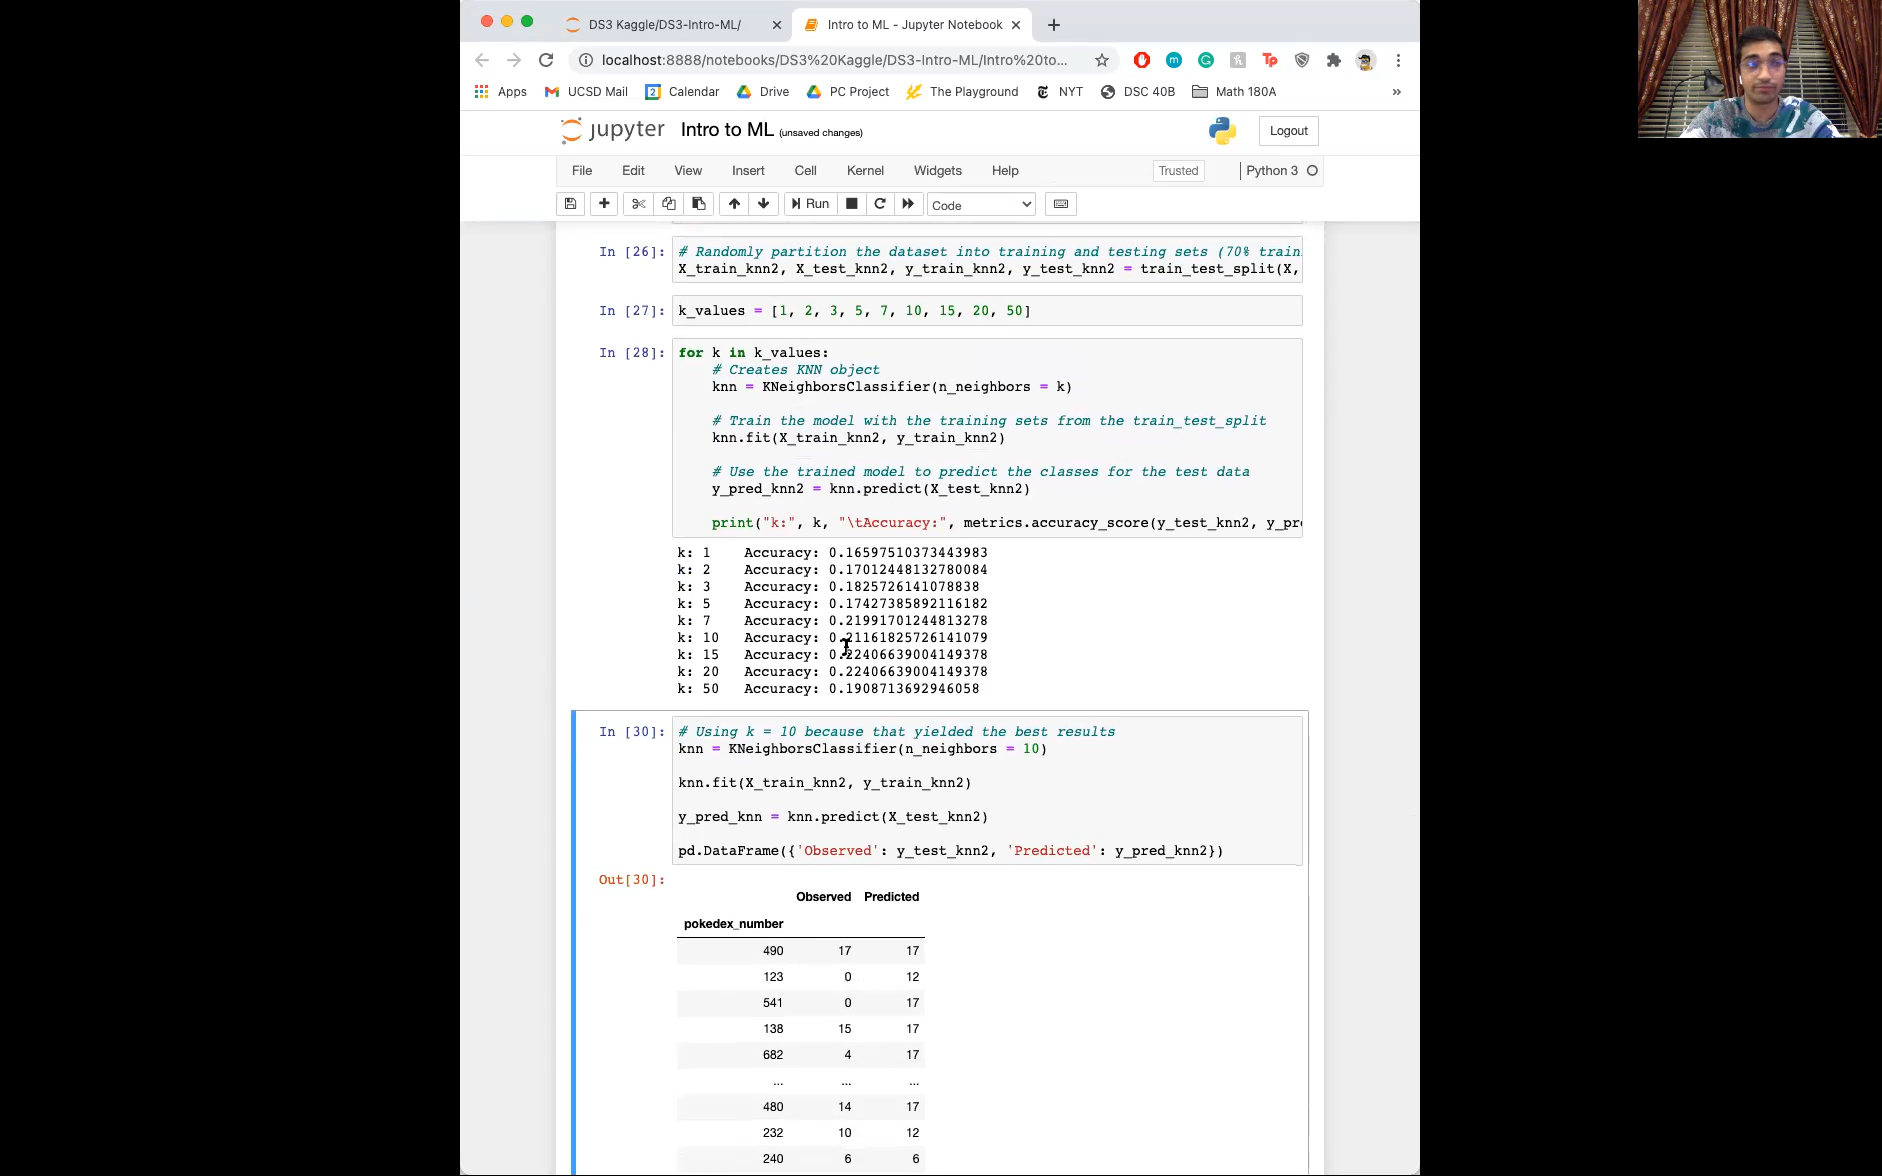 DS3 Kaggle/DS3-Intro-ML/
Intro to ML - Jupyter Notebook
localhost:8888/notebooks/DS3%20Kaggle/DS3-Intro-ML/Intro%20to...
Apps UCSD Mail Calendar Drive PC Project The Playground NYT DSC 40B Math 180A »
jupyter Intro to ML (unsaved changes) Logout
File Edit View Insert Cell Kernel Widgets Help Trusted Python 3
Run Code
In [26]: # Randomly partition the dataset into training and testing sets (70% train
X_train_knn2, X_test_knn2, y_train_knn2, y_test_knn2 = train_test_split(X,
In [27]: k_values = [1, 2, 3, 5, 7, 10, 15, 20, 50]
In [28]: for k in k_values:
# Creates KNN object
knn = KNeighborsClassifier(n_neighbors = k)
# Train the model with the training sets from the train_test_split
knn.fit(X_train_knn2, y_train_knn2)
# Use the trained model to predict the classes for the test data
y_pred_knn2 = knn.predict(X_test_knn2)
print("k:", k, "\tAccuracy:", metrics.accuracy_score(y_test_knn2, y_pre
k: 1 Accuracy: 0.16597510373443983
k: 2 Accuracy: 0.17012448132780084
k: 3 Accuracy: 0.1825726141078838
k: 5 Accuracy: 0.17427385892116182
k: 7 Accuracy: 0.21991701244813278
k: 10 Accuracy: 0.21161825726141079
k: 15 Accuracy: 0.22406639004149378
k: 20 Accuracy: 0.22406639004149378
k: 50 Accuracy: 0.1908713692946058
In [30]: # Using k = 10 because that yielded the best results
knn = KNeighborsClassifier(n_neighbors = 10)
knn.fit(X_train_knn2, y_train_knn2)
y_pred_knn = knn.predict(X_test_knn2)
pd.DataFrame({'Observed': y_test_knn2, 'Predicted': y_pred_knn2})
Out[30]:
Observed Predicted
pokedex_number
490 17 17
123 0 12
541 0 17
138 15 17
682 4 17
... ... ...
480 14 17
232 10 12
240 6 6